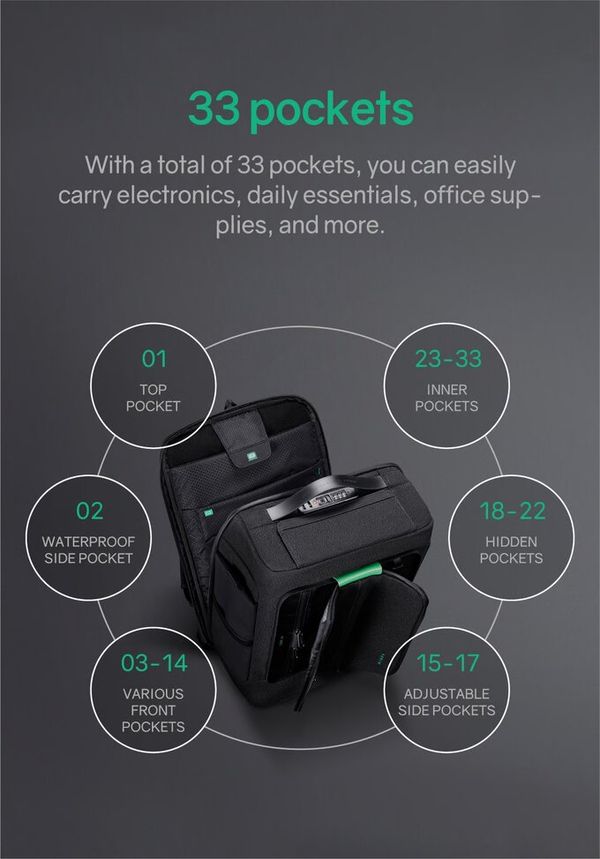 33 pockets
With a total of 33 pockets, you can easily
carry electronics, daily essentials, office sup-
plies, and more.
01
TOP
POCKET
23-33
INNER
POCKETS
02
WATERPROOF
SIDE POCKET
18-22
HIDDEN
POCKETS
03-14
VARIOUS
FRONT
POCKETS
15-17
ADJUSTABLE
SIDE POCKETS